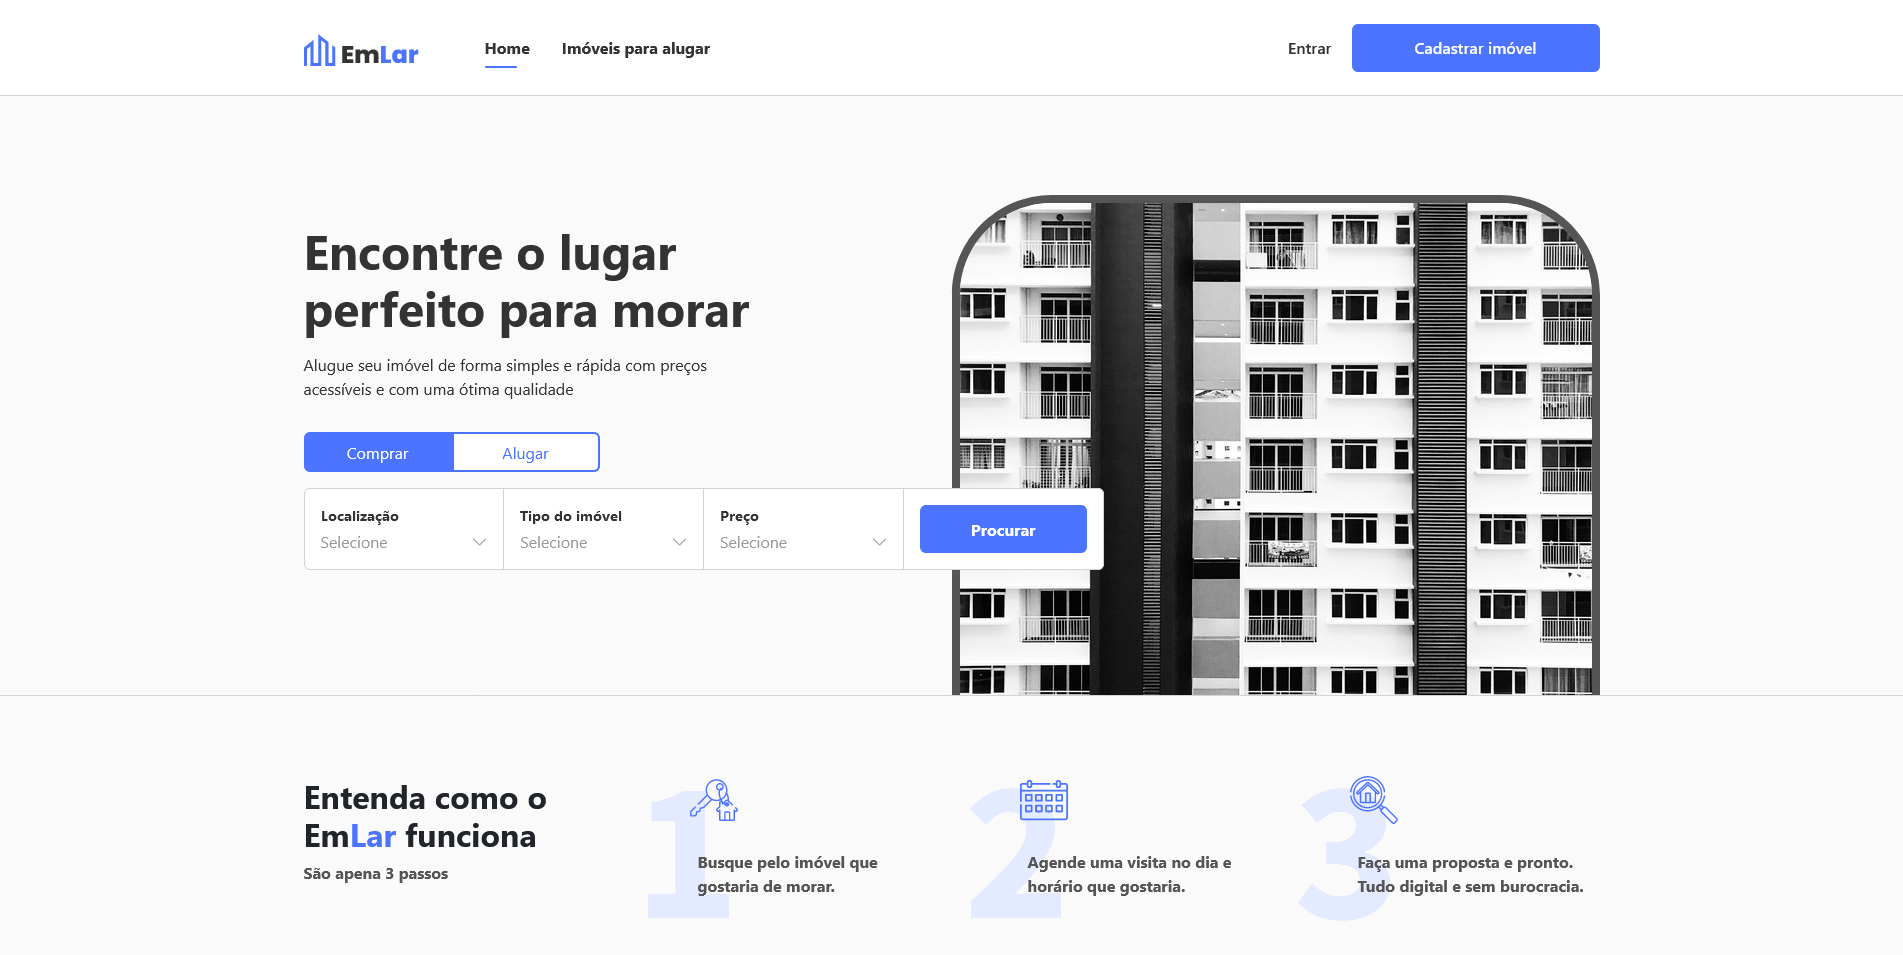 EmLar
Home
Imóveis para alugar
Entrar
Cadastrar imóvel
Encontre o lugar
perfeito para morar
Alugue seu imóvel de forma simples e rápida com preços
acessíveis e com uma ótima qualidade
Comprar
Alugar
Localização
Selecione
Tipo do imóvel
Selecione
Preço
Selecione
Procurar
Entenda como o
EmLar funciona
São apena 3 passos
1
Busque pelo imóvel que
gostaria de morar.
2
Agende uma visita no dia e
horário que gostaria.
3
Faça uma proposta e pronto.
Tudo digital e sem burocracia.